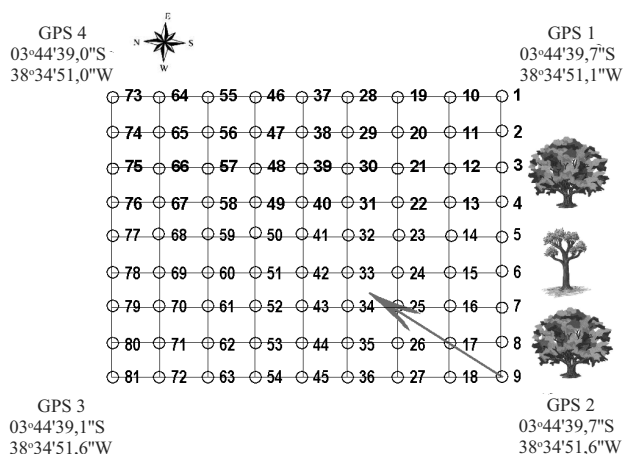 GPS 4
03º44'39,0"S
38º34'51,0"W
E
N S
W
GPS 1
03º44'39,7"S
38º34'51,1"W
73 64 55 46 37 28 19 10 1
74 65 56 47 38 29 20 11 2
75 66 57 48 39 30 21 12 3
76 67 58 49 40 31 22 13 4
77 68 59 50 41 32 23 14 5
78 69 60 51 42 33 24 15 6
79 70 61 52 43 34 25 16 7
80 71 62 53 44 35 26 17 8
81 72 63 54 45 36 27 18 9
GPS 3
03º44'39,1"S
38º34'51,6"W
GPS 2
03º44'39,7"S
38º34'51,6"W